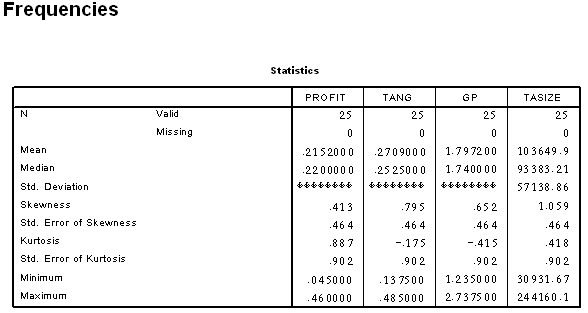 Frequencies
Statistics
PROFIT TANG GP TASIZE
N Valid 25 25 25 25
Missing 0 0 0 0
Mean .2152000 .2709000 1.797200 103649.9
Median .2200000 .2525000 1.740000 93383.21
Std. Deviation ******** ******** ******** 57138.86
Skewness .413 .795 .652 1.059
Std. Error of Skewness .464 .464 .464 .464
Kurtosis .887 -.175 -.415 .418
Std. Error of Kurtosis .902 .902 .902 .902
Minimum .045000 .137500 1.235000 30931.67
Maximum .460000 .485000 2.737500 244160.1